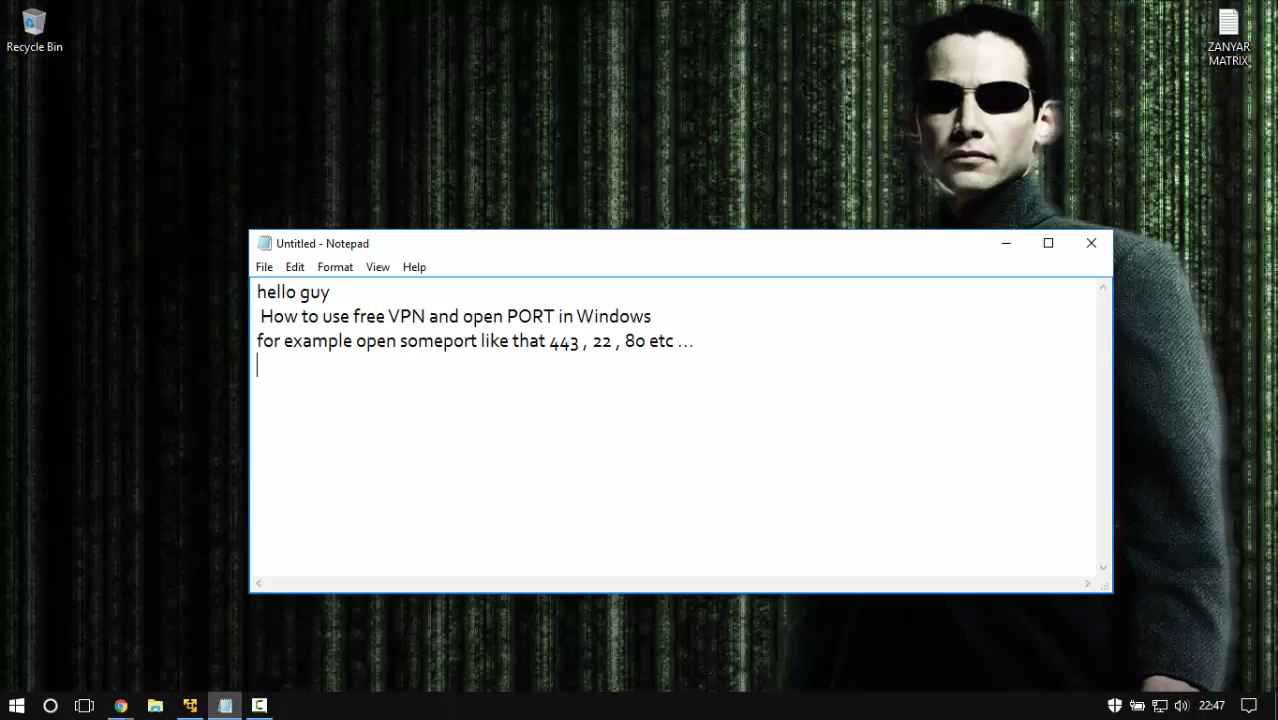 Recycle Bin
ZANYAR
MATRIX
Untitled - Notepad
File Edit Format View Help
hello guy
How to use free VPN and open PORT in Windows
for example open someport like that 443 , 22 , 80 etc ...
22:47